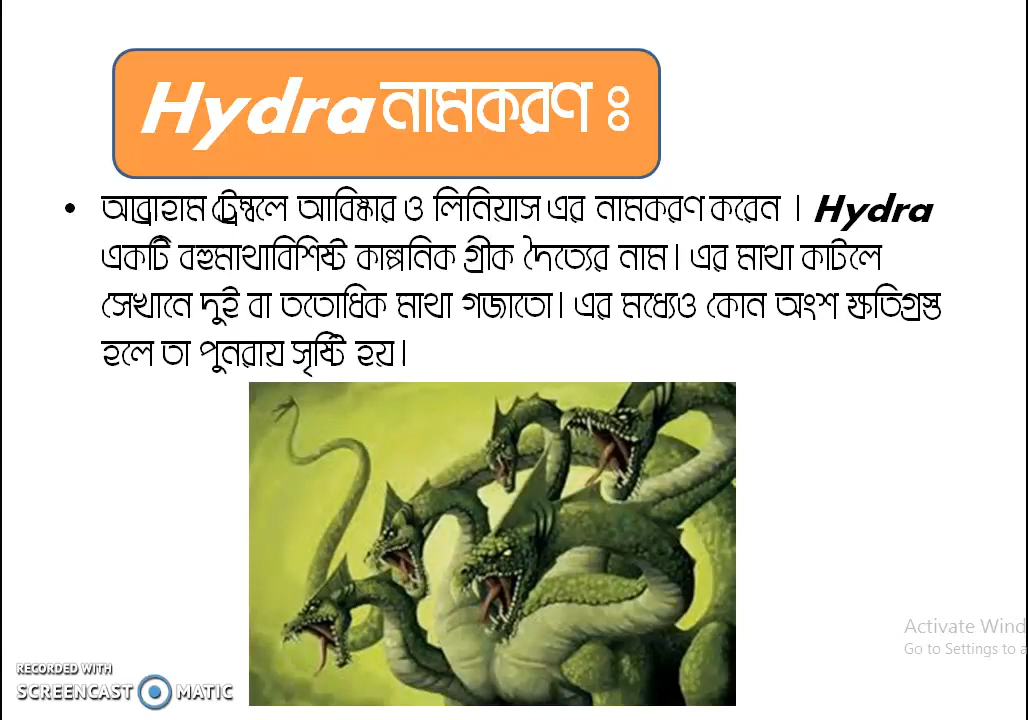 Hydra নামকরণ ঃ
• আব্রাহাম ট্রেম্বলে আবিষ্কার ও লিনিয়াস এর নামকরণ করেন । Hydra
একটি বহুমাথাবিশিষ্ট কাল্পনিক গ্রীক দৈত্যের নাম। এর মাথা কাটলে
সেখানে দুই বা ততোধিক মাথা গজাতো। এর মধ্যেও কোন অংশ ক্ষতিগ্রস্ত
হলে তা পুনরায় সৃষ্টি হয়।
Activate Wind
Go to Settings to a
RECORDED WITH
SCREENCAST MATIC